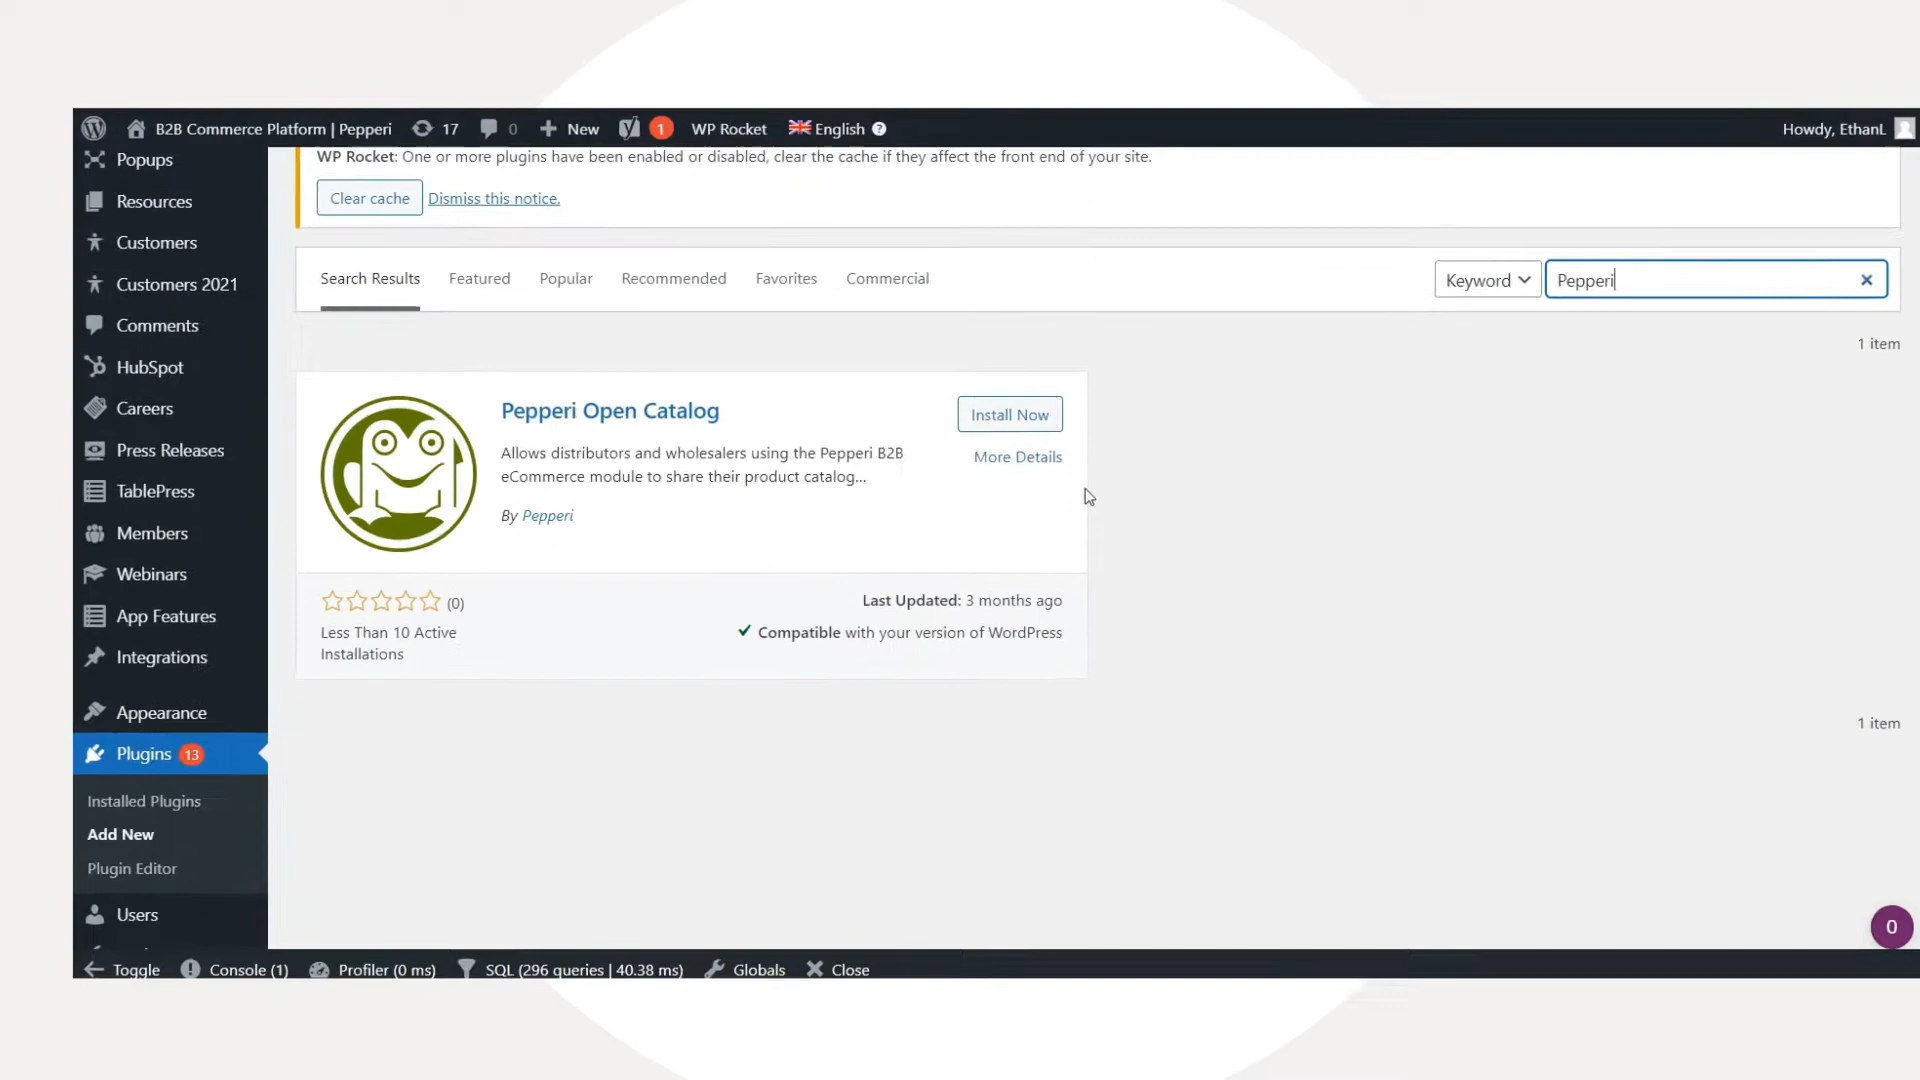 B2B Commerce Platform | Pepperi 17 0 New 1 WP Rocket English ? Howdy, EthanL
Popups
Resources
Customers
Customers 2021
Comments
HubSpot
Careers
Press Releases
TablePress
Members
Webinars
App Features
Integrations
Appearance
Plugins 13
Installed Plugins
Add New
Plugin Editor
Users
WP Rocket: One or more plugins have been enabled or disabled, clear the cache if they affect the front end of your site.
Clear cache Dismiss this notice.
Search Results Featured Popular Recommended Favorites Commercial Keyword Pepperi
1 item
Pepperi Open Catalog
Install Now
Allows distributors and wholesalers using the Pepperi B2B
eCommerce module to share their product catalog...
More Details
By Pepperi
(0)
Less Than 10 Active
Installations
Last Updated: 3 months ago
Compatible with your version of WordPress
1 item
0
Toggle Console (1) Profiler (0 ms) SQL (296 queries | 40.38 ms) Globals Close